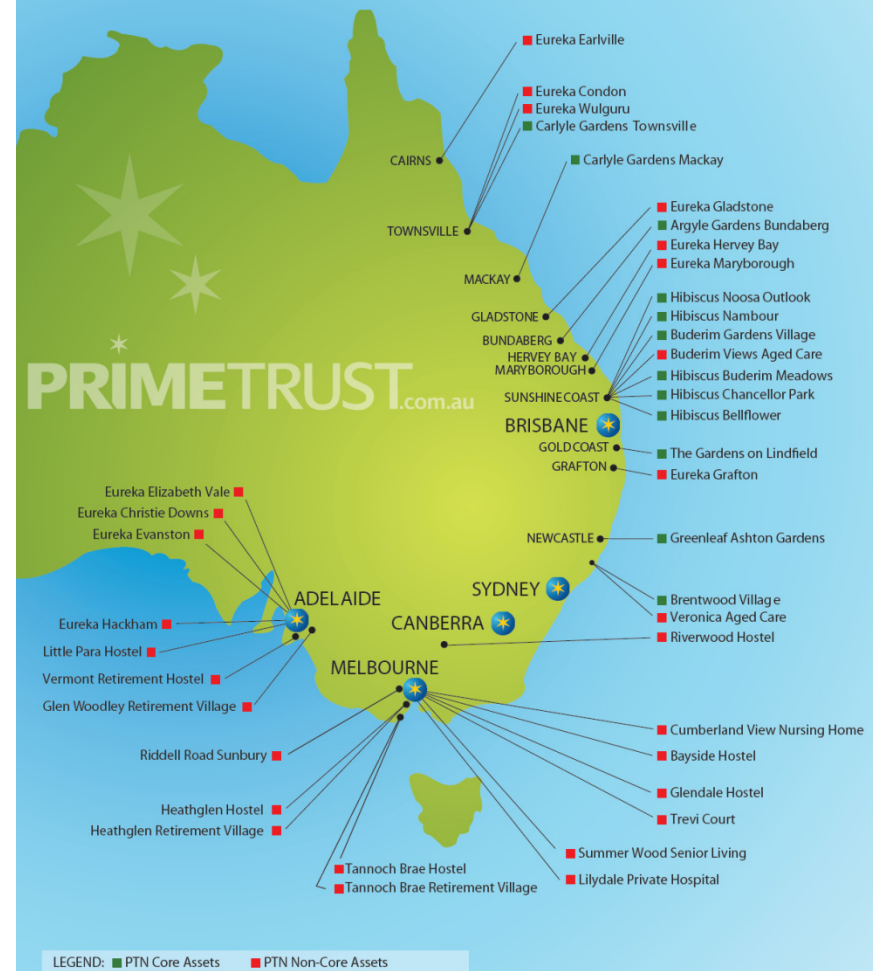 Eureka Earlville
Eureka Condon
Eureka Wulguru
Carlyle Gardens Townsville
CAIRNS
Carlyle Gardens Mackay
Eureka Gladstone
Argyle Gardens Bundaberg
TOWNSVILLE
Eureka Hervey Bay
Eureka Maryborough
MACKAY
Hibiscus Noosa Outlook
GLADSTONE
Hibiscus Nambour
Buderim Gardens Village
BUNDABERG
Buderim Views Aged Care
HERVEY BAY
MARYBOROUGH
Hibiscus Buderim Meadows
PRIMETRUST.com.au
SUNSHINE COAST
Hibiscus Chancellor Park
Hibiscus Bellflower
BRISBANE
GOLD COAST
The Gardens on Lindfield
GRAFTON
Eureka Grafton
Eureka Elizabeth Vale
Eureka Christie Downs
Eureka Evanston
NEWCASTLE
Greenleaf Ashton Gardens
SYDNEY
ADELAIDE
Brentwood Village
Veronica Aged Care
Eureka Hackham
CANBERRA
Riverwood Hostel
Little Para Hostel
MELBOURNE
Vermont Retirement Hostel
Glen Woodley Retirement Village
Cumberland View Nursing Home
Riddell Road Sunbury
Bayside Hostel
Glendale Hostel
Heathglen Hostel
Trevi Court
Heathglen Retirement Village
Summer Wood Senior Living
Tannoch Brae Hostel
Lilydale Private Hospital
Tannoch Brae Retirement Village
LEGEND: PTN Core Assets PTN Non-Core Assets